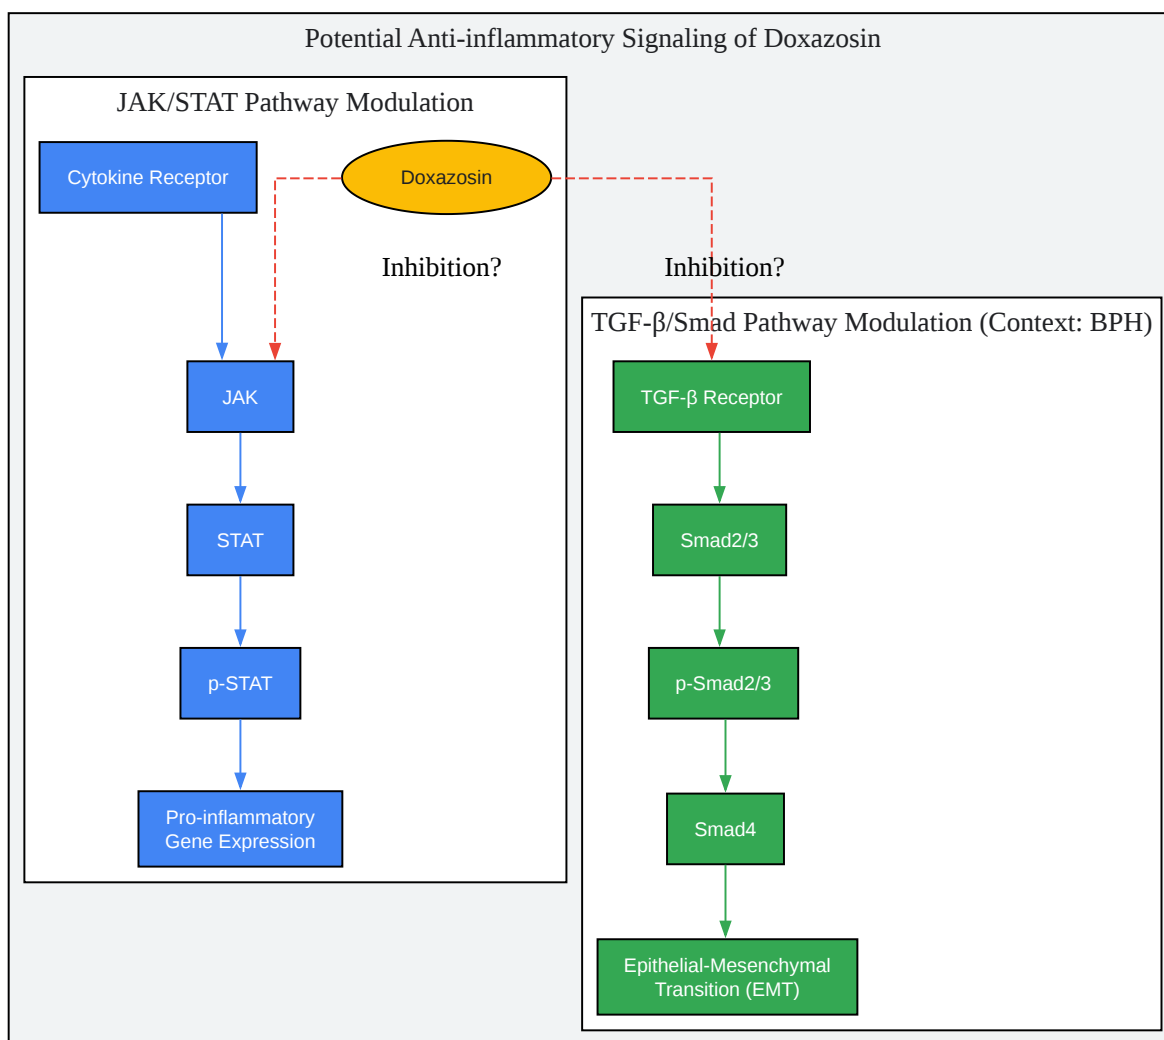 Potential Anti-inflammatory Signaling of Doxazosin
JAK/STAT Pathway Modulation
Cytokine Receptor
Doxazosin
Inhibition?
Inhibition?
JAK
STAT
p-STAT
Pro-inflammatory
Gene Expression
TGF-β/Smad Pathway Modulation (Context: BPH)
TGF-β Receptor
Smad2/3
p-Smad2/3
Smad4
Epithelial-Mesenchymal
Transition (EMT)